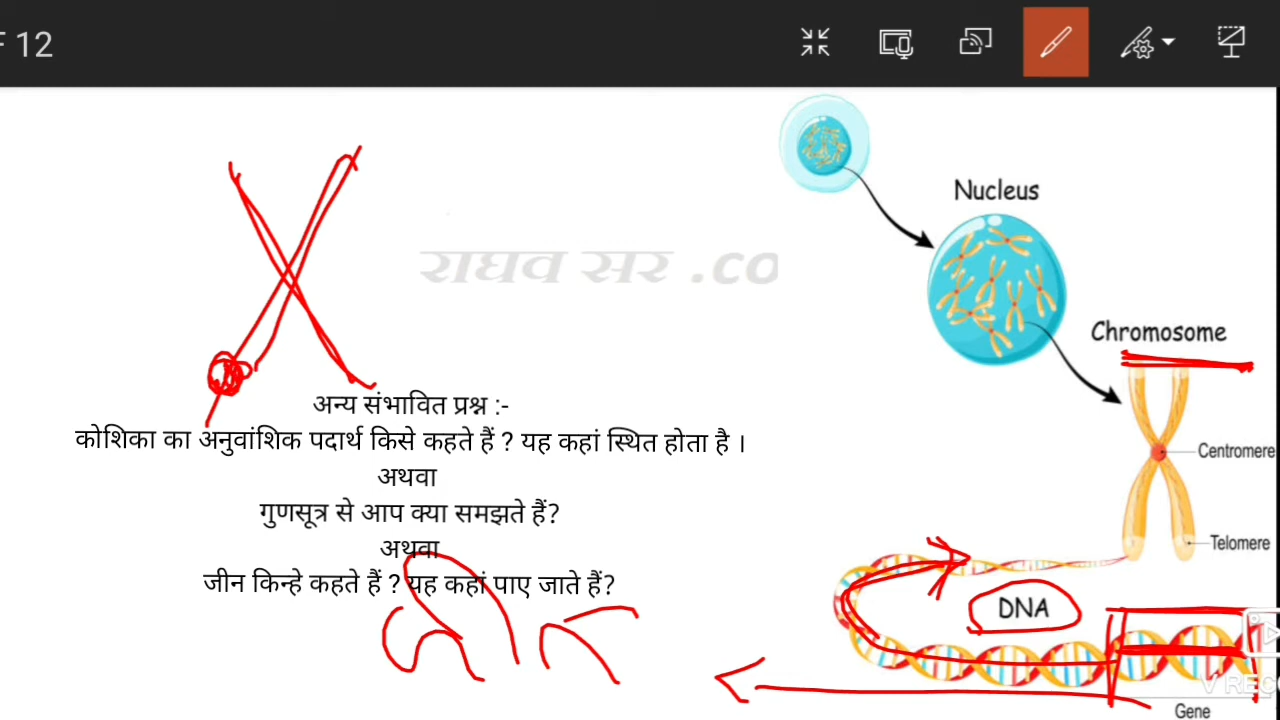 F 12
Nucleus
राघव सर .co
Chromosome
अन्य संभावित प्रश्न :-
कोशिका का अनुवांशिक पदार्थ किसे कहते हैं ? यह कहां स्थित होता है ।
Centromere
अथवा
गुणसूत्र से आप क्या समझते हैं?
Telomere
अथवा
जीन किन्हे कहते हैं ? यह कहां पाए जाते हैं?
DNA
V REC
Gene